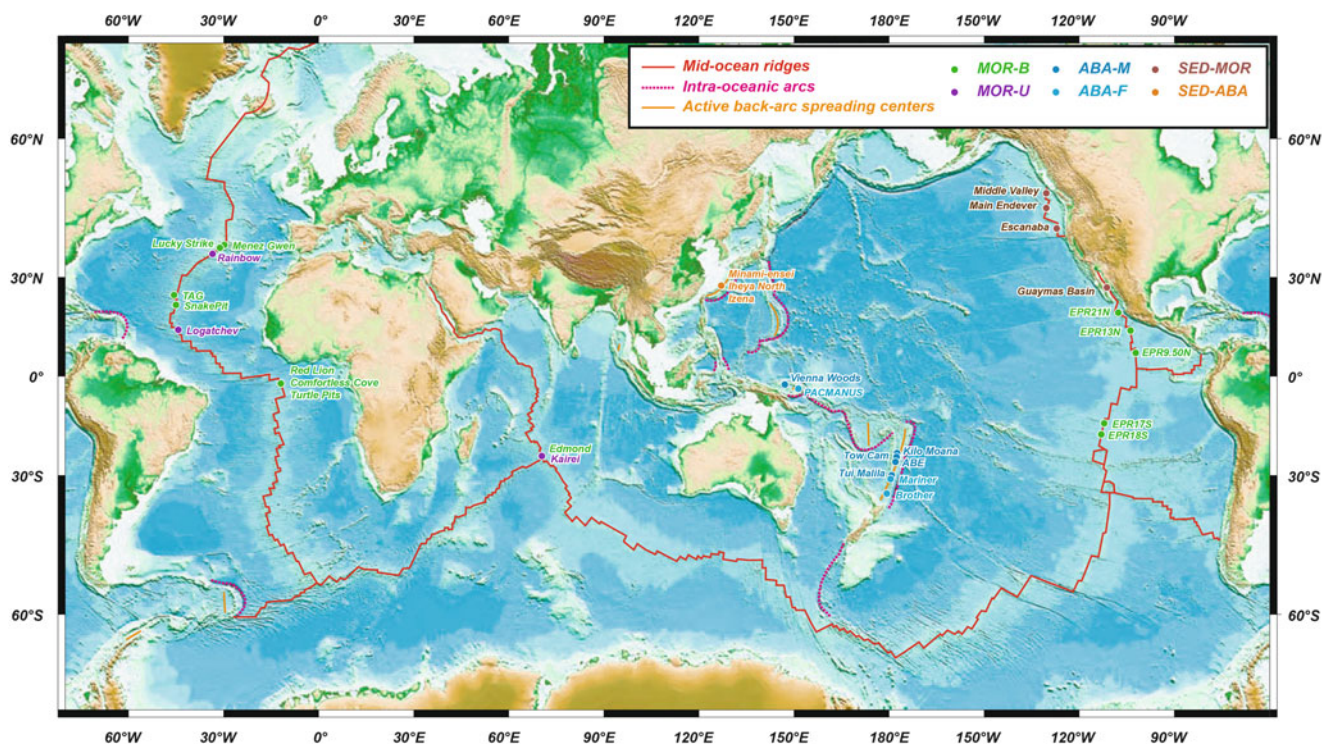 60°W 30°W 0° 30°E 60°E 90°E 120°E 150°E 180°E 150°W 120°W 90°W
Mid-ocean ridges
Intra-oceanic arcs
Active back-arc spreading centers
MOR-B ABA-M SED-MOR
MOR-U ABA-F SED-ABA
60°N 60°N
Middle Valley
Main Endever
Escanaba
Lucky Strike Menez Gwen
Rainbow
30°N 30°N
Minami-ensei
Iheya North
Izena
Guaymas Basin
TAG
SnakePit
EPR21N
Logatchev
EPR13N
EPR9.50N
Red Lion
Comfortless Cove
Turtle Pits
0° 0°
Vienna Woods
PACMANUS
EPR17S
EPR18S
Edmond
Kairei
Kilo Moana
Tow Cam
ABE
Tui Malila
Mariner
Brother
30°S 30°S
60°S 60°S
60°W 30°W 0° 30°E 60°E 90°E 120°E 150°E 180°E 150°W 120°W 90°W